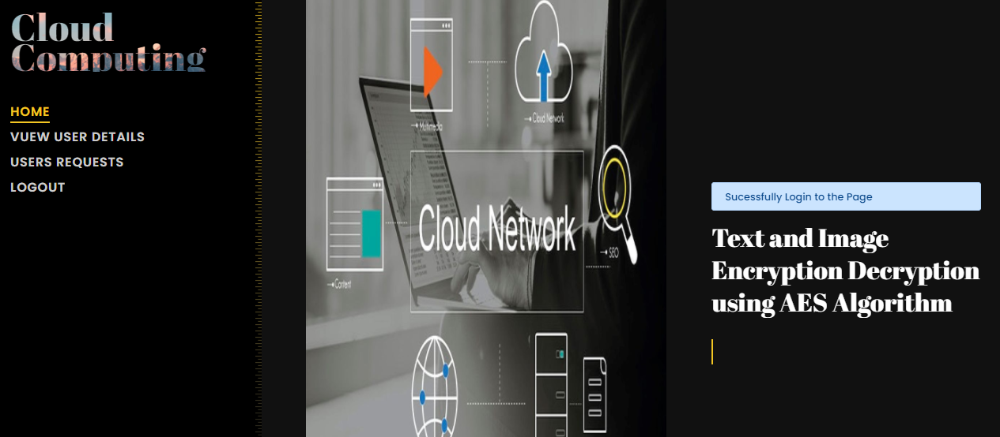 Cloud
Computing
HOME
VUEW USER DETAILS
USERS REQUESTS
LOGOUT
Multimedia
Cloud Network
Cloud Network
SEO
Content
Sucessfully Login to the Page
Text and Image
Encryption Decryption
using AES Algorithm